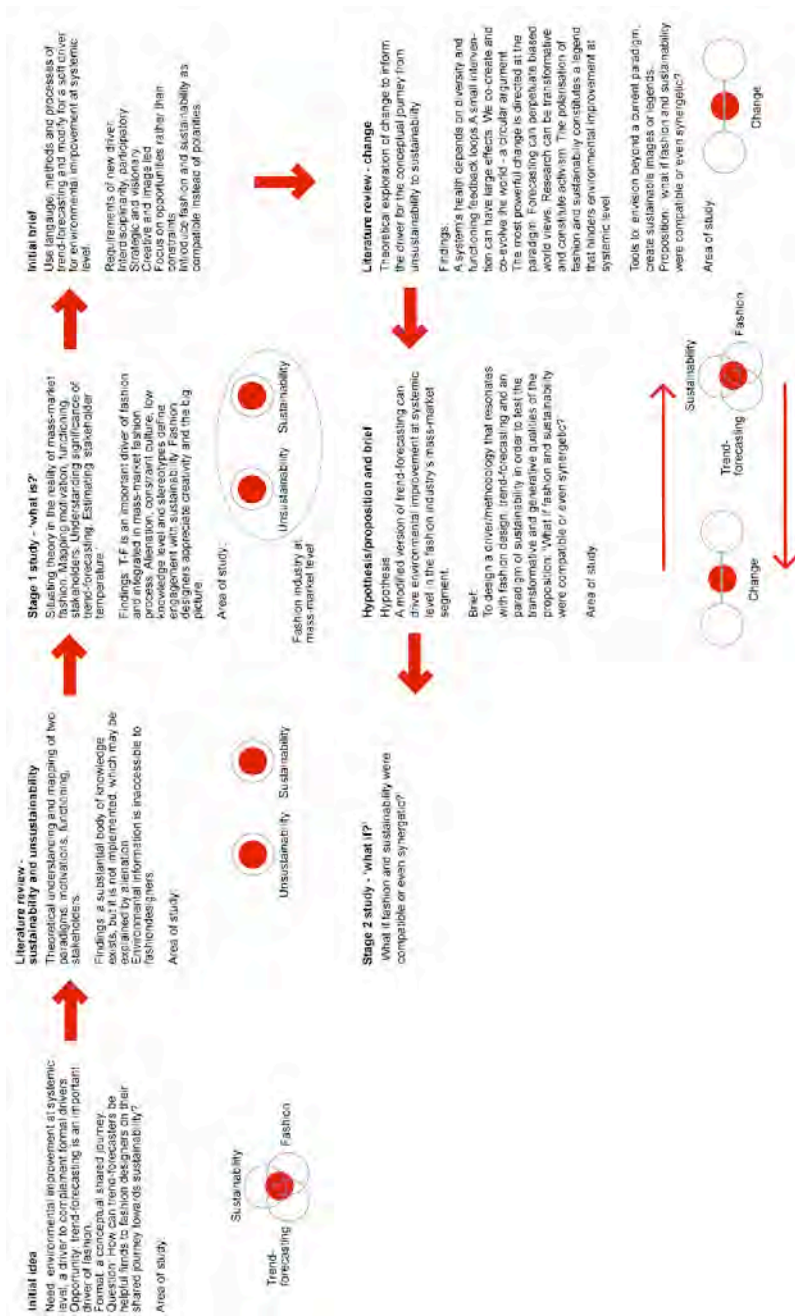 Initial idea
Need: environmental improvement at systemic
level, a driver to complement formal drivers
Opportunity: trend-forecasting is an important
driver of fashion.
Format: a conceptual shared journey.
Question: How can trend-forecasters be
helpful friends to fashion designers on their
shared journey towards sustainability?
Area of study:
Sustainability
Trend-
forecasting
Fashion
Literature review -
sustainability and unsustainability
Theoretical understanding and mapping of two
paradigms, motivations, functioning,
stakeholders.
Findings: a substantial body of knowledge
exists, but it is not implemented, which may be
explained by alienation
Environmental information is inaccessible to
fashiondesigners.
Area of study:
Unsustainability Sustainability
Stage 1 study - 'what is?'
Situating theory in the reality of mass-market
fashion. Mapping motivation, functioning,
stakeholders. Understanding significance of
trend-forecasting. Estimating 'stakeholder
temperature'.
Findings: T-F is an important driver of fashion
and integrated in mass-market fashion
process. Alienation, constraint culture, low
knowledge level and stereotypes define
engagement with sustainability. Fashion
designers appreciate creativity and the big
picture.
Area of study:
Unsustainability Sustainability
Fashion industry at
mass-market level
Initial brief
Use langauge, methods and processes of
trend-forecasting and modify for a soft driver
for environmental improvement at systemic
level.
Requirements of new driver:
Interdisciplinarity, participatory
Strategic and visionary
Creative and image led
Focus on opportunities rather than
constraints
Introduce fashion and sustainability as
compatible instead of polarities
Literature review - change
Theoretical exploration of change to inform
the driver for the conceptual journey from
unsustainability to sustainability
Findings:
A system's health depends on diversity and
functioning feedback loops A small interven-
tion can have large effects. We co-create and
co-evolve the world - a circular argument
The most powerful change is directed at the
paradigm. Forecasting can perpetuate biased
world views. Research can be transformative
and constitute activism. The polarisation of
fashion and sustainability constitutes a legend
that hinders environmental improvement at
systemic level
Tools to: envision beyond a current paradigm,
create sustainable images or legends.
Proposition: what if fashion and sustainability
were compatible or even synergetic?
Area of study:
Change
Hypothesis/proposition and brief
Hypothesis
A modified version of trend-forecasting can
drive environmental improvement at systemic
level in the fashion industry's mass-market
segment.
Brief:
To design a driver/methodology that resonates
with fashion design, trend-forecasting and an
paradigm of sustainability in order to test the
transformative and generative qualities of the
proposition: 'What if fashion and sustainability
were compatible or even synergetic?
Area of study:
Change
Sustainability
Trend-
forecasting
Fashion
Stage 2 study - 'what if?'
What if fashion and sustainability were
compatible or even synergetic?'